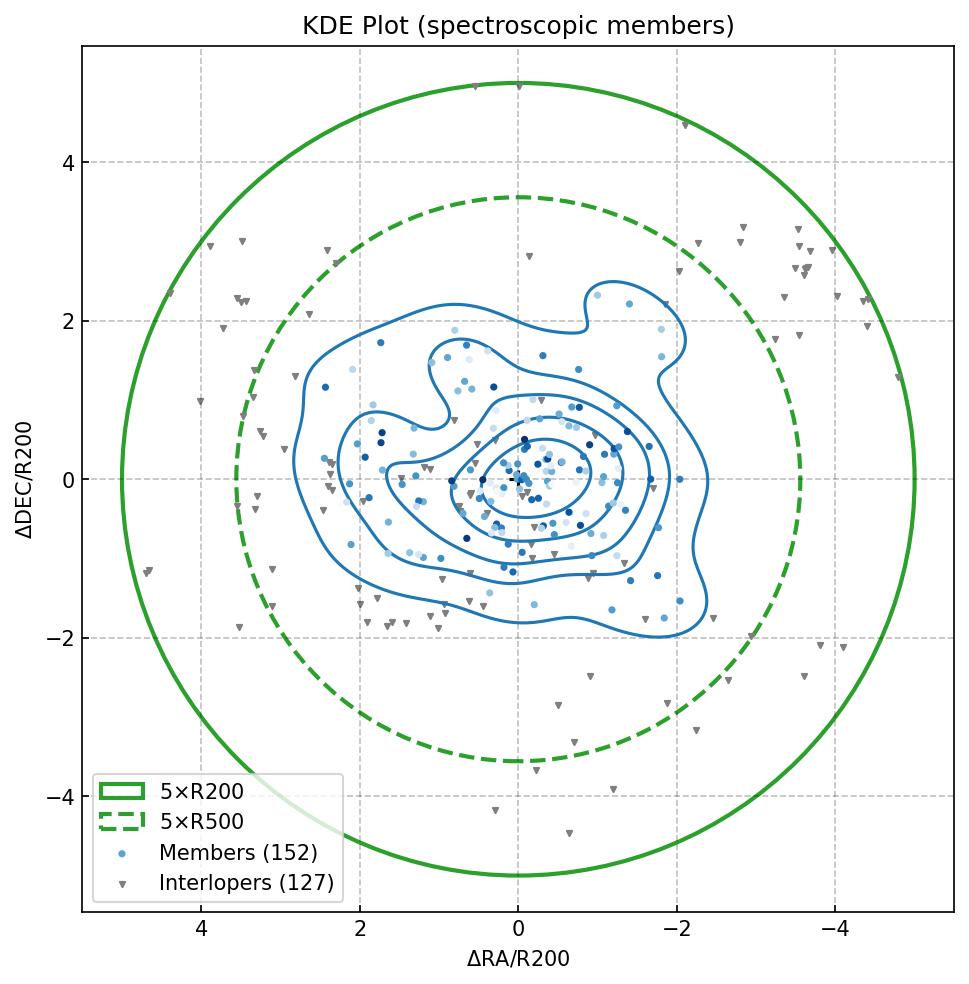 KDE Plot (spectroscopic members)
4
2
0
−2
−4
ΔDEC/R200
5×R200
5×R500
Members (152)
Interlopers (127)
4
2
0
−2
−4
ΔRA/R200